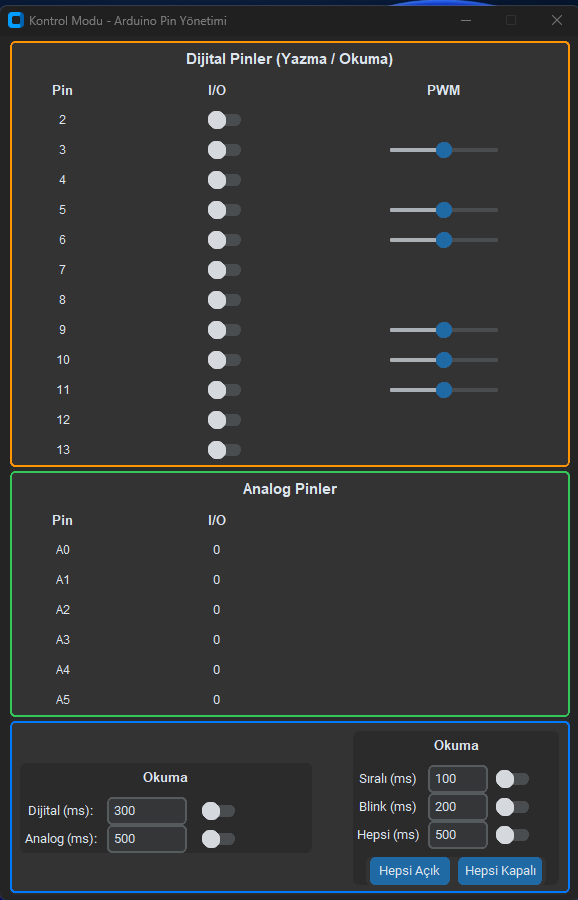 Kontrol Modu - Arduino Pin Yönetimi
Dijital Pinler (Yazma / Okuma)
Pin I/O PWM
2
3
4
5
6
7
8
9
10
11
12
13
Analog Pinler
Pin I/O
A0 0
A1 0
A2 0
A3 0
A4 0
A5 0
Okuma
Dijital (ms): 300
Analog (ms): 500
Okuma
Sıralı (ms) 100
Blink (ms) 200
Hepsi (ms) 500
Hepsi Açık Hepsi Kapalı